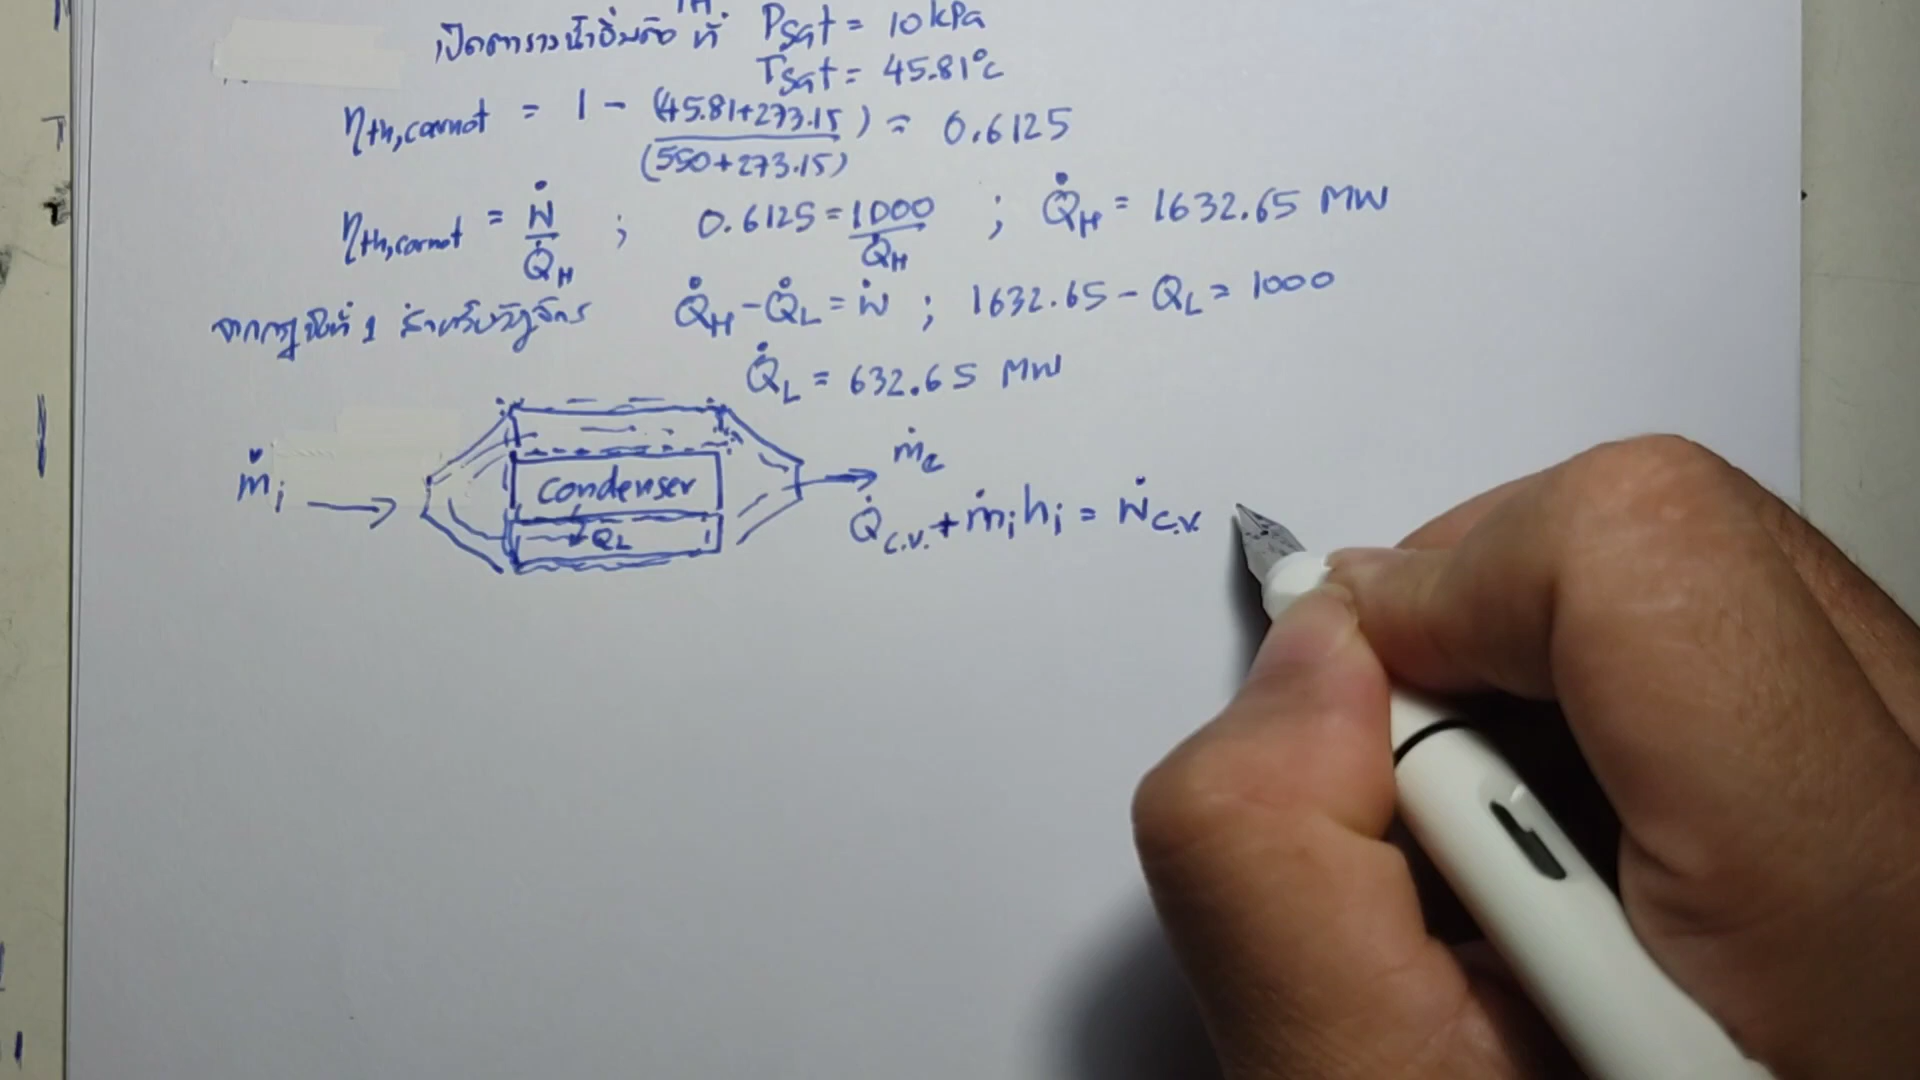 เปิดตารางน้ำอิ่มตัว ที่ Psat = 10 kPa
Tsat = 45.81°C
ηth,carnot = 1 - (45.81+273.15)/(550+273.15) = 0.6125
ηth,carnot = Ẇ/Q̇H ; 0.6125 = 1000/Q̇H ; Q̇H = 1632.65 MW
จากกฎข้อที่ 1 สำหรับวัฏจักร Q̇H - Q̇L = Ẇ ; 1632.65 - QL = 1000
Q̇L = 632.65 MW
ṁi
condenser
QL
ṁe
Q̇c.v. + ṁihi = Ẇc.v.